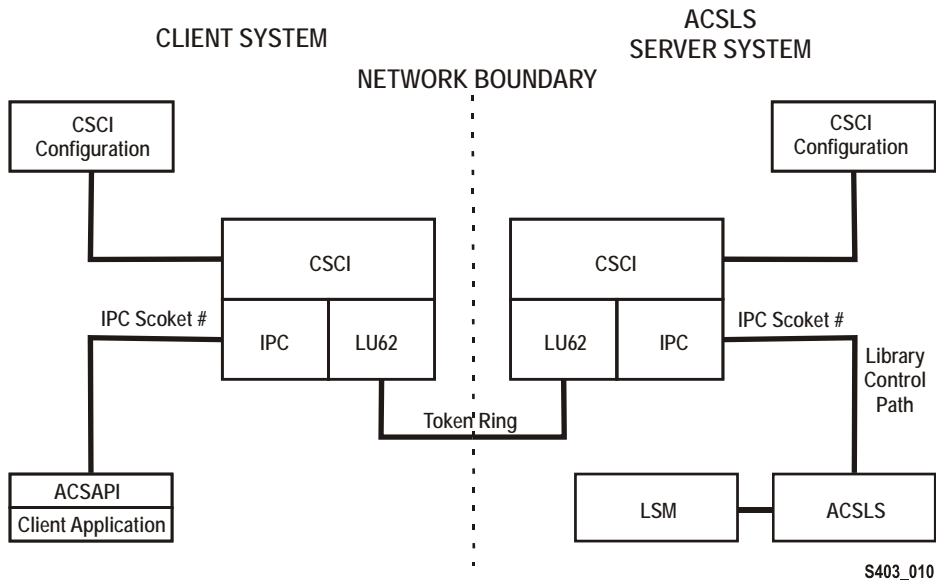 CLIENT SYSTEM
ACSLS
SERVER SYSTEM
NETWORK BOUNDARY
CSCI
Configuration
CSCI
Configuration
CSCI
CSCI
IPC Scoket #
IPC
LU62
LU62
IPC
IPC Scoket #
Library
Control
Path
Token Ring
ACSAPI
Client Application
LSM
ACSLS
S403_010